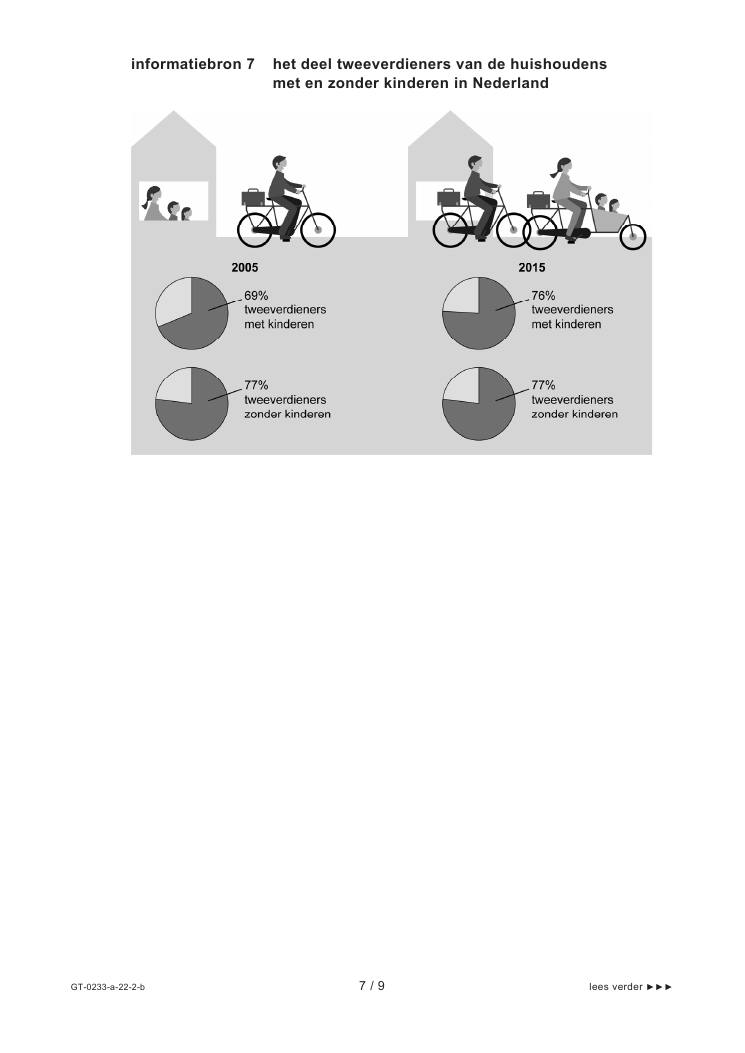 informatiebron 7 het deel tweeverdieners van de huishoudens
met en zonder kinderen in Nederland
2005
69%
tweeverdieners
met kinderen
77%
tweeverdieners
zonder kinderen
2015
76%
tweeverdieners
met kinderen
77%
tweeverdieners
zonder kinderen
GT-0233-a-22-2-b 7 / 9 lees verder ►►►